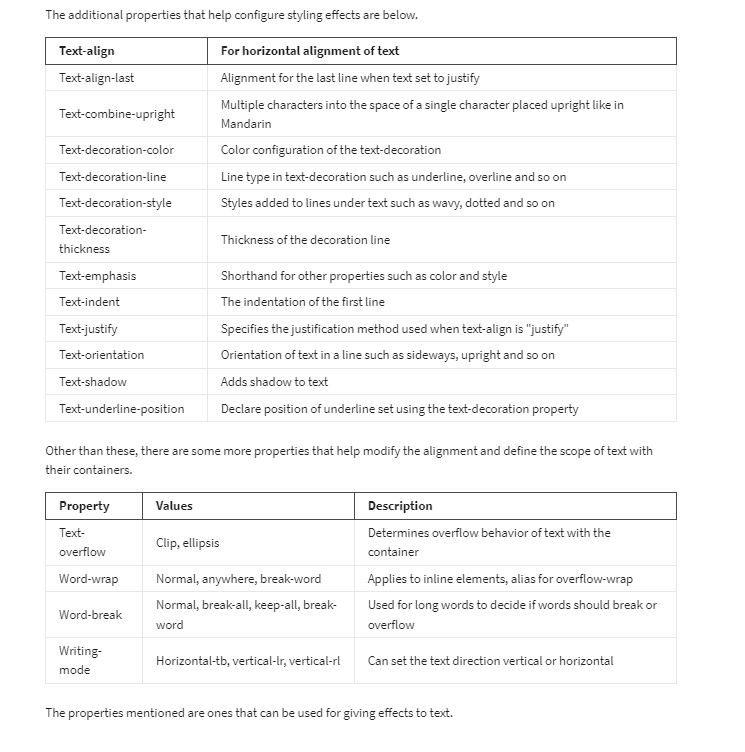 The additional properties that help configure styling effects are below.
Text-align For horizontal alignment of text
Text-align-last Alignment for the last line when text set to justify
Text-combine-upright Multiple characters into the space of a single character placed upright like in
Mandarin
Text-decoration-color Color configuration of the text-decoration
Text-decoration-line Line type in text-decoration such as underline, overline and so on
Text-decoration-style Styles added to lines under text such as wavy, dotted and so on
Text-decoration-
thickness Thickness of the decoration line
Text-emphasis Shorthand for other properties such as color and style
Text-indent The indentation of the first line
Text-justify Specifies the justification method used when text-align is "justify"
Text-orientation Orientation of text in a line such as sideways, upright and so on
Text-shadow Adds shadow to text
Text-underline-position Declare position of underline set using the text-decoration property
Other than these, there are some more properties that help modify the alignment and define the scope of text with
their containers.
Property Values Description
Text-
overflow Clip, ellipsis Determines overflow behavior of text with the
container
Word-wrap Normal, anywhere, break-word Applies to inline elements, alias for overflow-wrap
Word-break Normal, break-all, keep-all, break-
word Used for long words to decide if words should break or
overflow
Writing-
mode Horizontal-tb, vertical-lr, vertical-rl Can set the text direction vertical or horizontal
The properties mentioned are ones that can be used for giving effects to text.